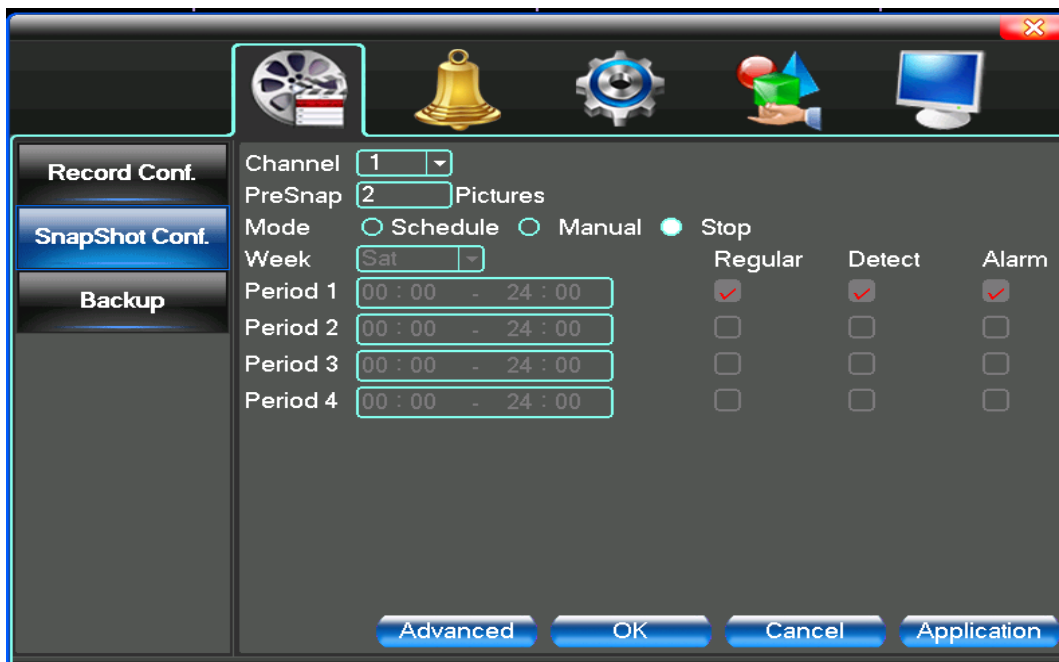 Record Conf.
SnapShot Conf.
Backup
Channel 1
PreSnap 2 Pictures
Mode Schedule Manual Stop
Week Sat Regular Detect Alarm
Period 1 00 : 00 - 24 : 00
Period 2 00 : 00 - 24 : 00
Period 3 00 : 00 - 24 : 00
Period 4 00 : 00 - 24 : 00
Advanced OK Cancel Application